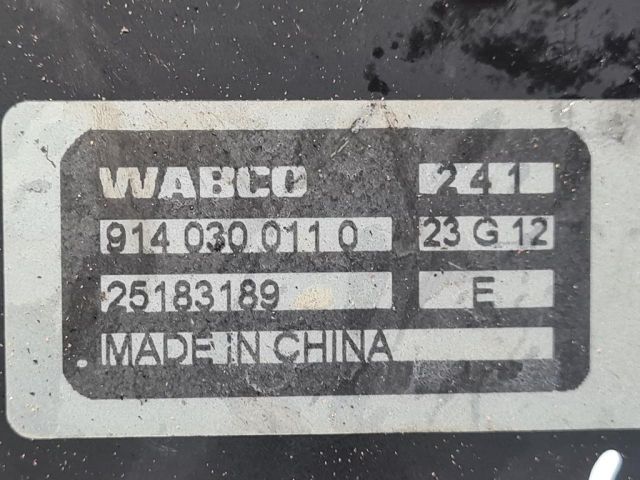 WABCO 241
914 030 011 0 23 G 12
25183189 E
MADE IN CHINA